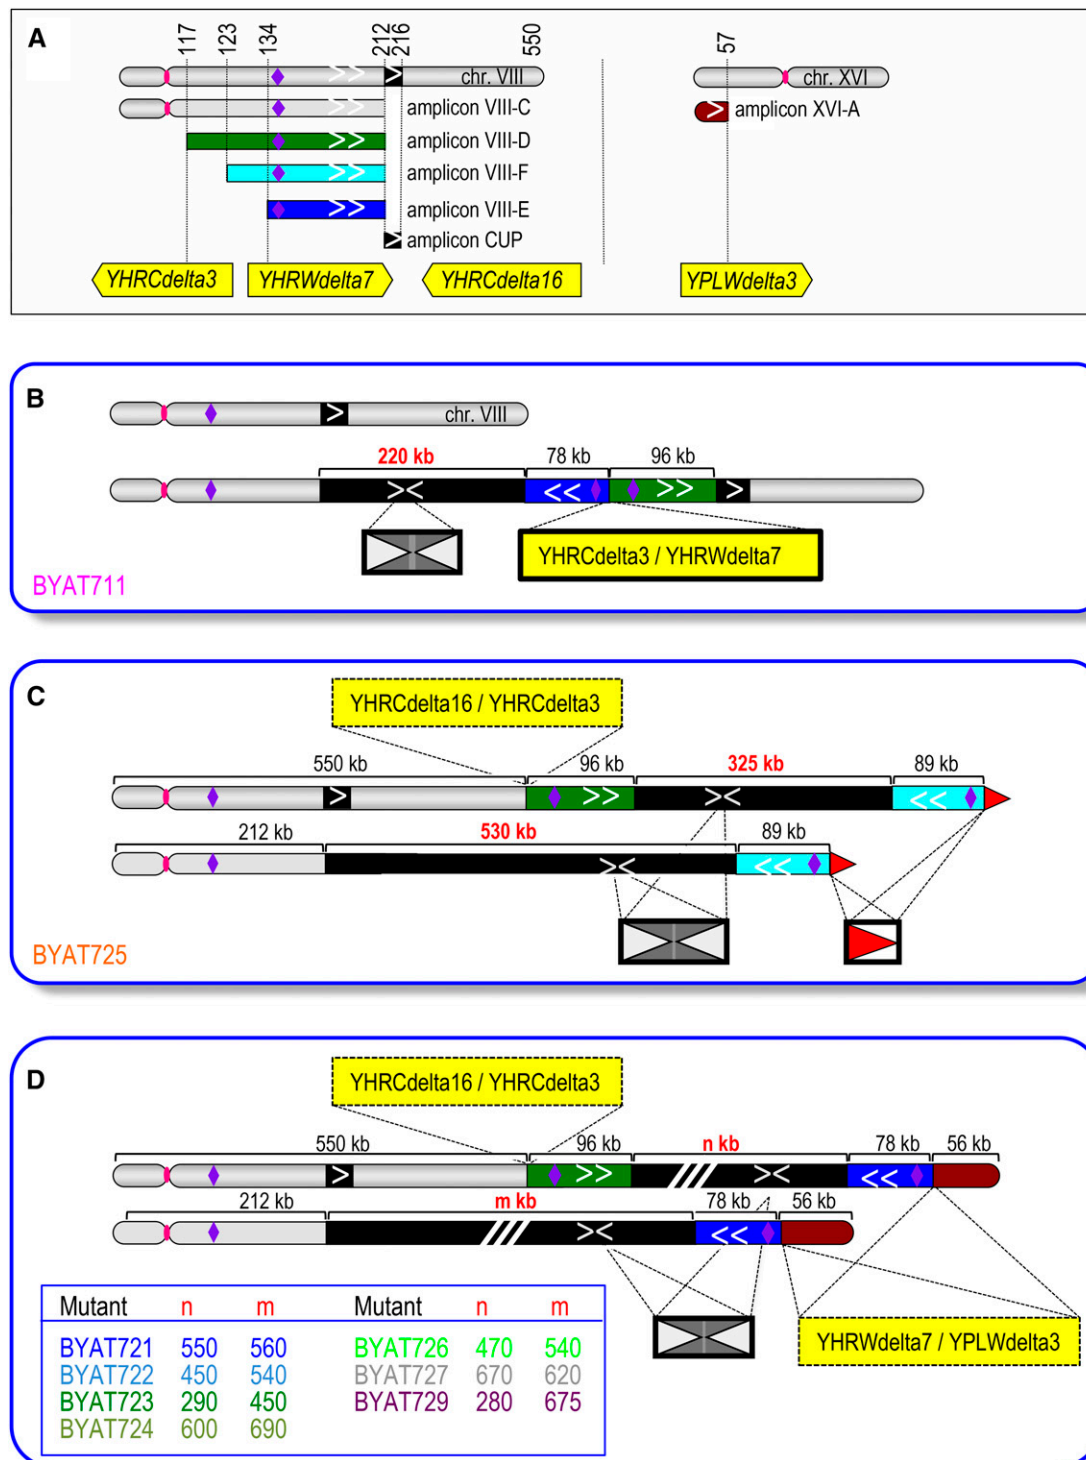 A
117 123 134 212 216 550 57
chr. VIII
chr. XVI
amplicon VIII-C
amplicon XVI-A
amplicon VIII-D
amplicon VIII-F
amplicon VIII-E
amplicon CUP
YHRCdelta3 YHRWdelta7 YHRCdelta16 YPLWdelta3
B
chr. VIII
220 kb 78 kb 96 kb
YHRCdelta3 / YHRWdelta7
BYAT711
C
YHRCdelta16 / YHRCdelta3
550 kb 96 kb 325 kb 89 kb
212 kb 530 kb 89 kb
BYAT725
D
YHRCdelta16 / YHRCdelta3
550 kb 96 kb n kb 78 kb 56 kb
212 kb m kb 78 kb 56 kb
YHRWdelta7 / YPLWdelta3
Mutant n m Mutant n m
BYAT721 550 560 BYAT726 470 540
BYAT722 450 540 BYAT727 670 620
BYAT723 290 450 BYAT729 280 675
BYAT724 600 690